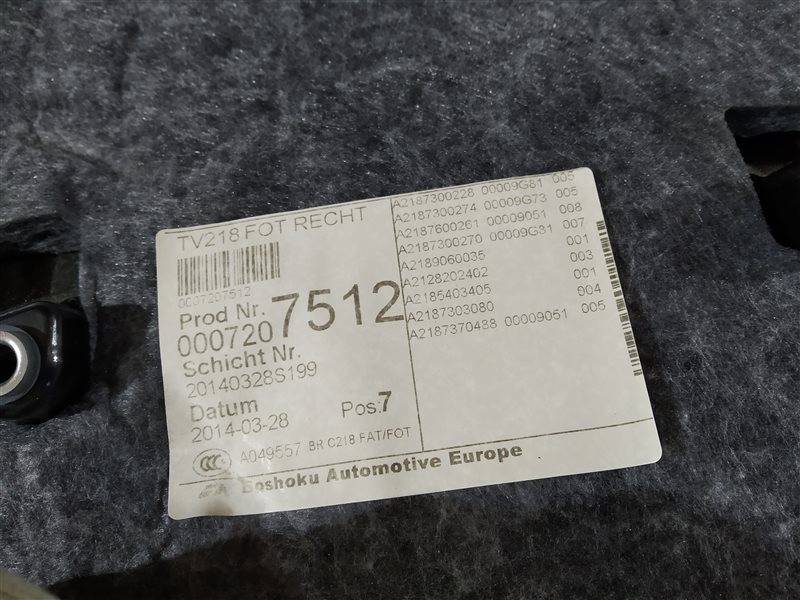 TV218 FOT RECHT
0007207512
Prod Nr.
000720 7512
Schicht Nr.
20140328S199
Datum
2014-03-28 Pos:7
A049557 BR C218 FAT/FOT
Boshoku Automotive Europe
A2187300228 00009G81 005
A2187300274 00009G73 005
A2187600261 00009051 008
A2187300270 00009G81 007
A2189060035 001
A2128202402 003
A2185403405 001
A2187303080 004
A2187370488 00009051 005